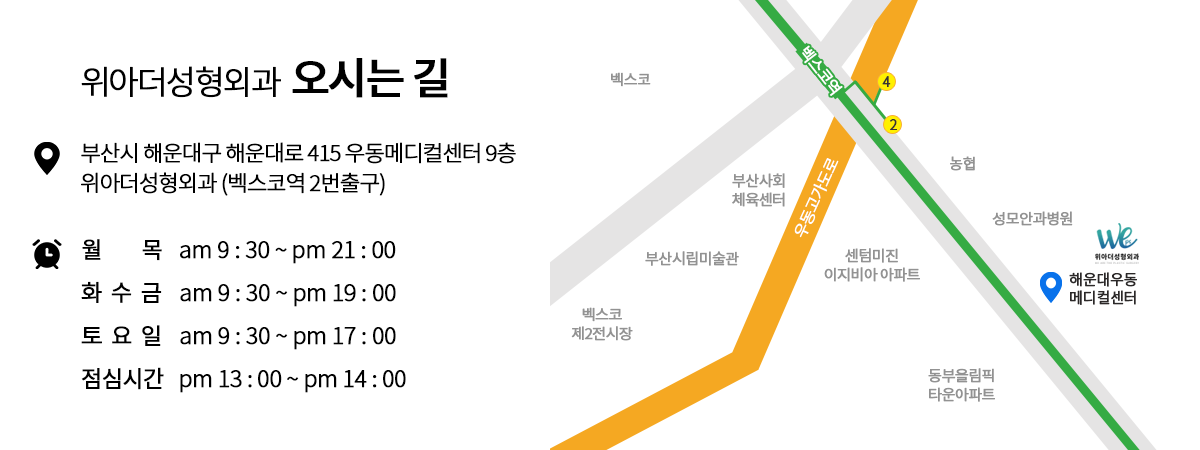 위아더성형외과 오시는 길
부산시 해운대구 해운대로 415 우동메디컬센터 9층
위아더성형외과 (벡스코역 2번출구)
월 목 am 9 : 30 ~ pm 21 : 00
화 수 금 am 9 : 30 ~ pm 19 : 00
토 요 일 am 9 : 30 ~ pm 17 : 00
점심시간 pm 13 : 00 ~ pm 14 : 00
벡스코역
4
2
벡스코
농협
부산사회
체육센터
우동고가도로
성모안과병원
We
PS
위아더성형외과
부산시립미술관
센텀미진
이지비아 아파트
해운대우동
메디컬센터
벡스코
제2전시장
동부올림픽
타운아파트